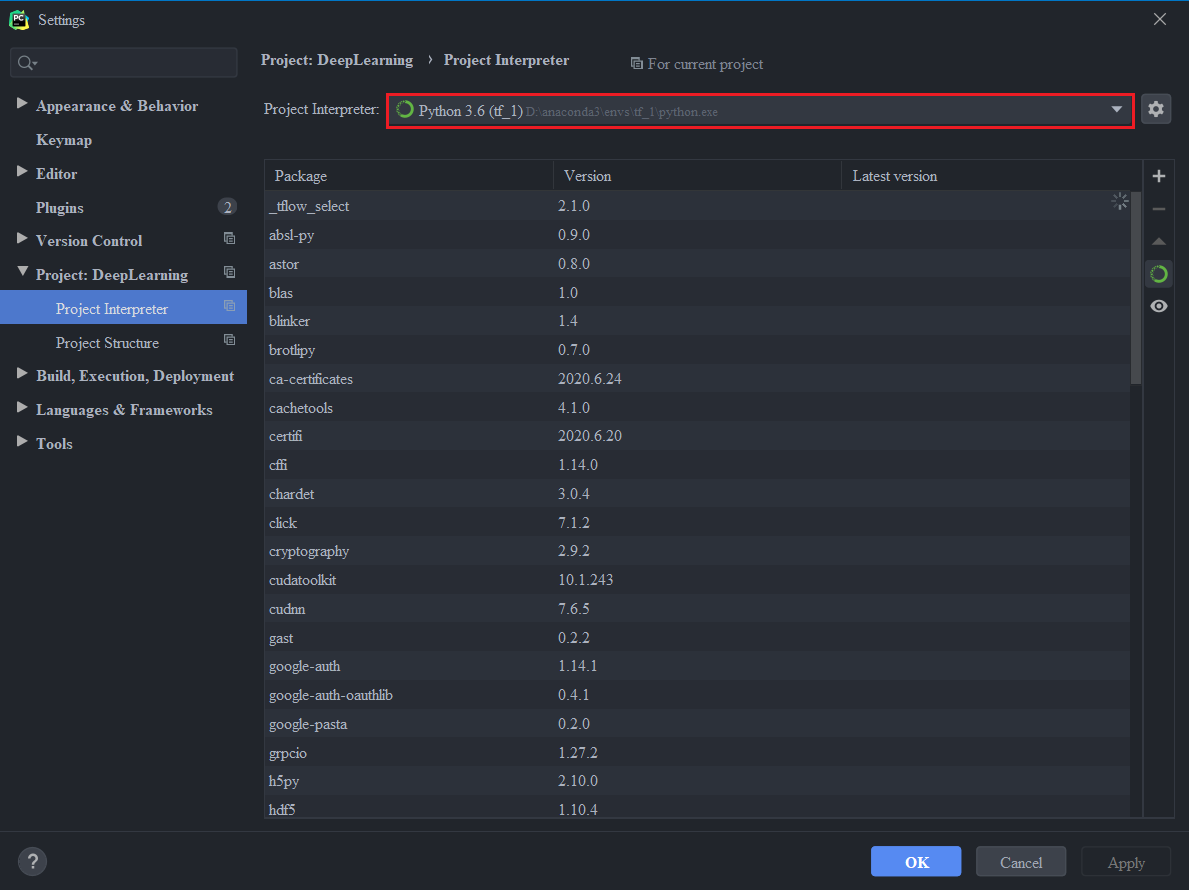 PC
Settings
Project: DeepLearning › Project Interpreter
For current project
Project Interpreter: Python 3.6 (tf_1) D:\anaconda3\envs\tf_1\python.exe
Appearance & Behavior
Keymap
Editor
Plugins 2
Version Control
Project: DeepLearning
Project Interpreter
Project Structure
Build, Execution, Deployment
Languages & Frameworks
Tools
Package Version Latest version
_tflow_select 2.1.0
absl-py 0.9.0
astor 0.8.0
blas 1.0
blinker 1.4
brotlipy 0.7.0
ca-certificates 2020.6.24
cachetools 4.1.0
certifi 2020.6.20
cffi 1.14.0
chardet 3.0.4
click 7.1.2
cryptography 2.9.2
cudatoolkit 10.1.243
cudnn 7.6.5
gast 0.2.2
google-auth 1.14.1
google-auth-oauthlib 0.4.1
google-pasta 0.2.0
grpcio 1.27.2
h5py 2.10.0
hdf5 1.10.4
? OK Cancel Apply